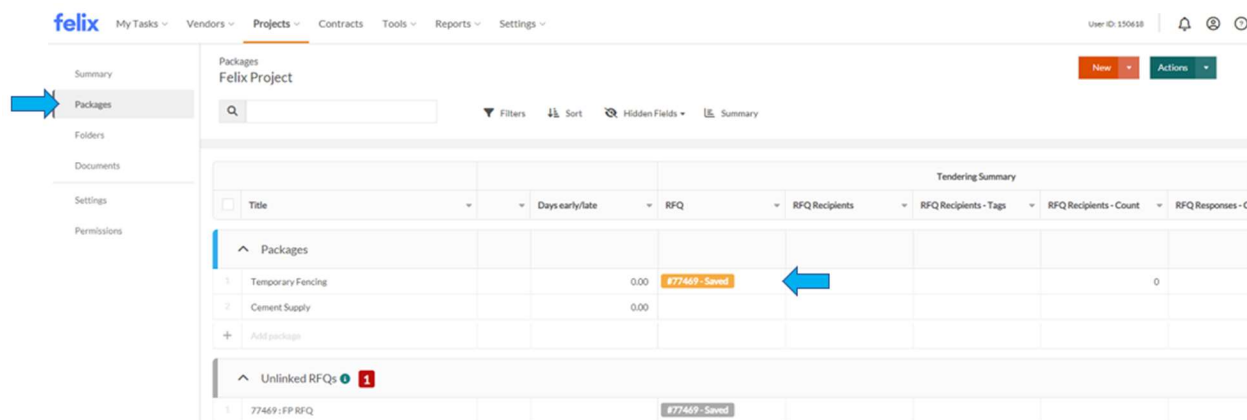 felix My Tasks Vendors Projects Contracts Tools Reports Settings User ID: 150618
Summary
Packages
Folders
Documents
Settings
Permissions
Packages
Felix Project
New Actions
Filters Sort Hidden Fields Summary
Tendering Summary
Title Days early/late RFQ RFQ Recipients RFQ Recipients - Tags RFQ Recipients - Count RFQ Responses - C
Packages
1 Temporary Fencing 0.00 #77469 - Saved 0
2 Cement Supply 0.00
+ Add package
Unlinked RFQs 1
1 77469 : FP RFQ #77469 - Saved